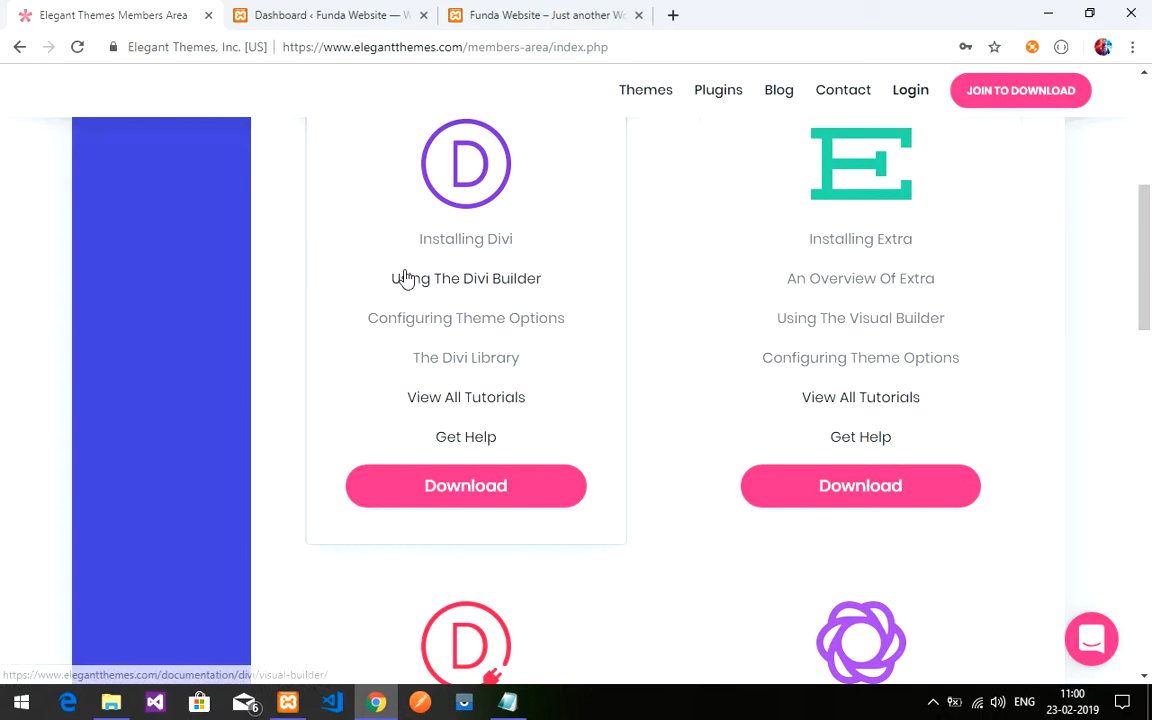 Elegant Themes Members Area
Dashboard ‹ Funda Website — W
Funda Website – Just another Wo
Elegant Themes, Inc. [US]
https://www.elegantthemes.com/members-area/index.php
Themes
Plugins
Blog
Contact
Login
JOIN TO DOWNLOAD
D
E
Installing Divi
Using The Divi Builder
Configuring Theme Options
The Divi Library
View All Tutorials
Get Help
Download
Installing Extra
An Overview Of Extra
Using The Visual Builder
Configuring Theme Options
View All Tutorials
Get Help
Download
D
https://www.elegantthemes.com/documentation/divi/visual-builder/
6
ENG
11:00
23-02-2019